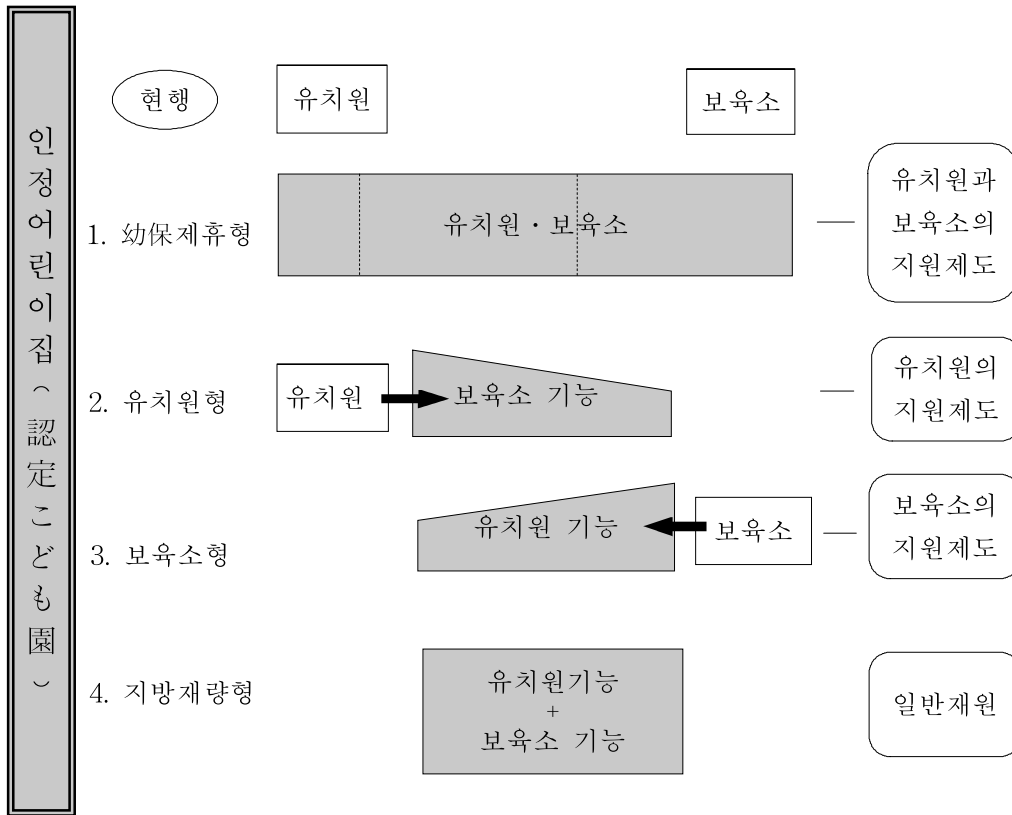 인정어린이집(認定こども園)
현행
유치원
보육소
1. 幼保제휴형
유치원·보육소
유치원과
보육소의
지원제도
2. 유치원형
유치원
보육소 기능
유치원의
지원제도
3. 보육소형
유치원 기능
보육소
보육소의
지원제도
4. 지방재량형
유치원기능
+
보육소 기능
일반재원